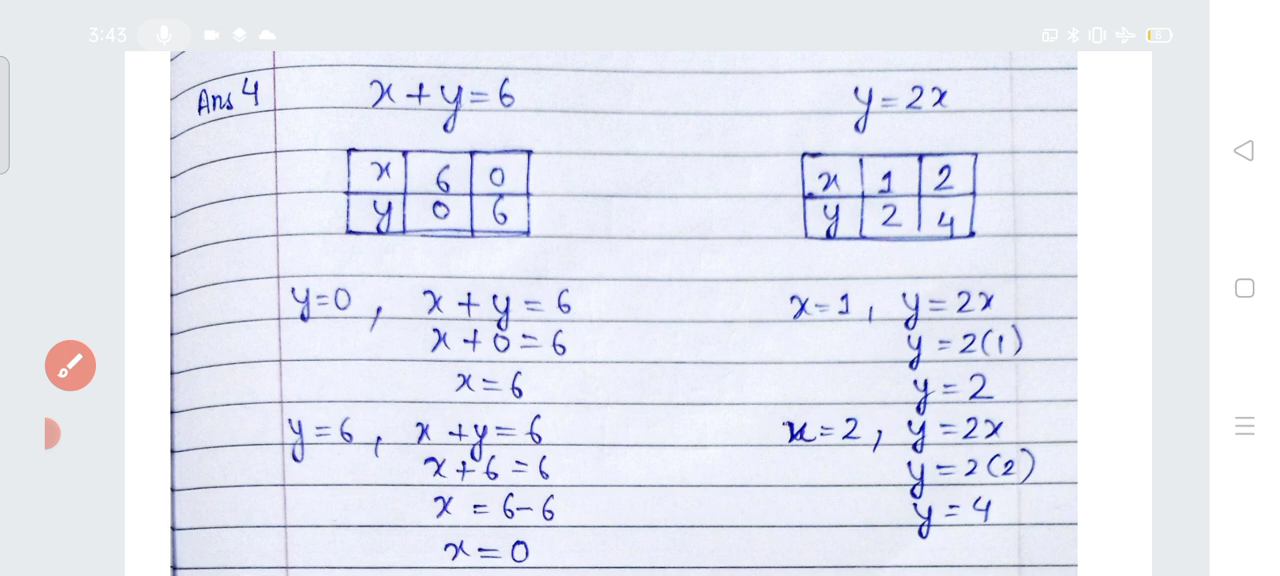 3:43
8
Ans 4
x + y = 6
y = 2x
x 6 0
y 0 6
x 1 2
y 2 4
y=0 , x + y = 6
x + 0 = 6
x = 6
y = 6 , x + y = 6
x + 6 = 6
x = 6-6
x = 0
x=1 , y = 2x
y = 2(1)
y = 2
x = 2 , y = 2x
y = 2(2)
y = 4